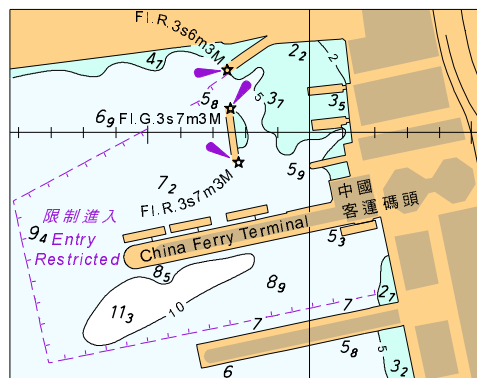 Fl.R.3s6m3M
4₇
2₂
2
5
5₈
3₁
3₅
6₉
Fl.G.3s7m3M
5₉
7₂
Fl.R.3s7m3M
中國
客運碼頭
限制進入
Entry
Restricted
9₄
China Ferry Terminal
5₃
8₅
8₉
2₇
11₃
10
7
7
5₈
5
3₂
6